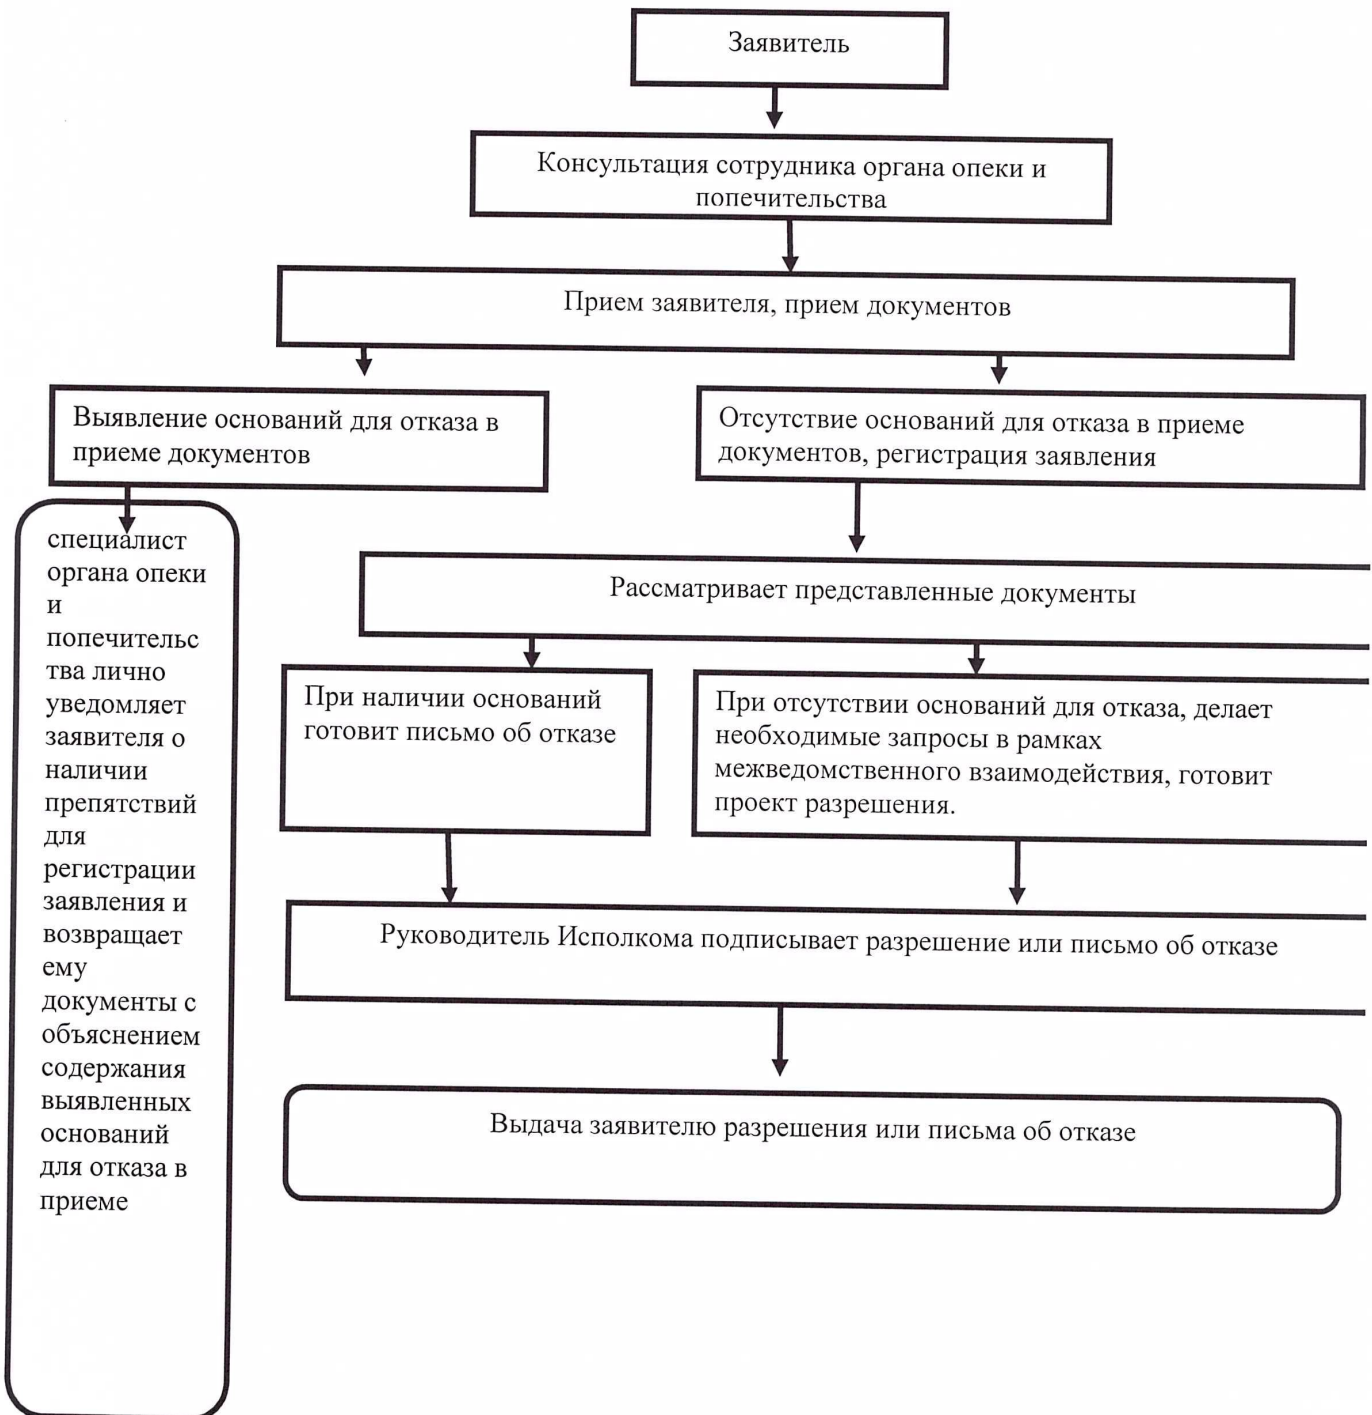 Заявитель
Консультация сотрудника органа опеки и
попечительства
Прием заявителя, прием документов
Выявление оснований для отказа в
приеме документов
Отсутствие оснований для отказа в приеме
документов, регистрация заявления
специалист
органа опеки
и
попечительс
тва лично
уведомляет
заявителя о
наличии
препятствий
для
регистрации
заявления и
возвращает
ему
документы с
объяснением
содержания
выявленных
оснований
для отказа в
приеме
Рассматривает представленные документы
При наличии оснований
готовит письмо об отказе
При отсутствии оснований для отказа, делает
необходимые запросы в рамках
межведомственного взаимодействия, готовит
проект разрешения.
Руководитель Исполкома подписывает разрешение или письмо об отказе
Выдача заявителю разрешения или письма об отказе